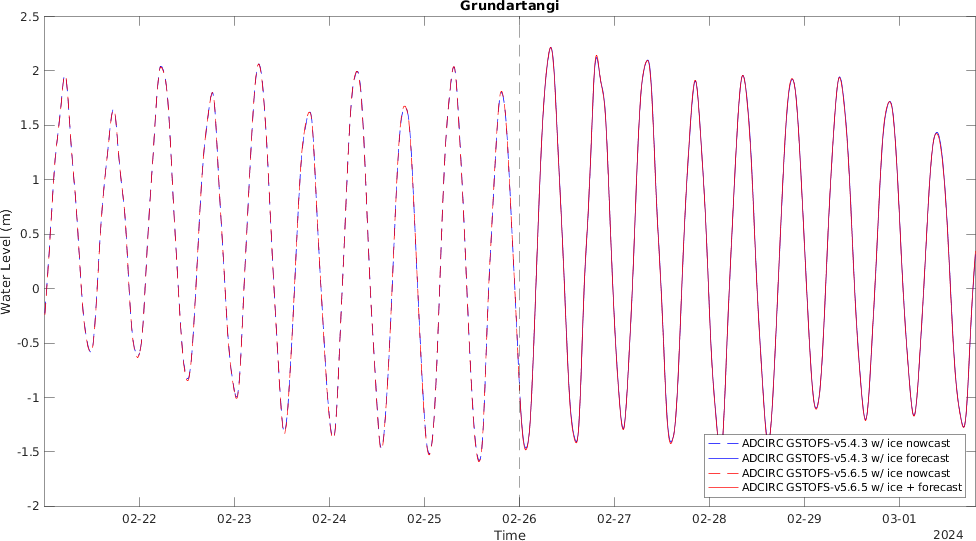 Grundartangi
2.5
2
1.5
1
0.5
0
-0.5
-1
-1.5
-2
Water Level (m)
02-22 02-23 02-24 02-25 02-26 02-27 02-28 02-29 03-01
Time
2024
ADCIRC GSTOFS-v5.4.3 w/ ice nowcast
ADCIRC GSTOFS-v5.4.3 w/ ice forecast
ADCIRC GSTOFS-v5.6.5 w/ ice nowcast
ADCIRC GSTOFS-v5.6.5 w/ ice + forecast